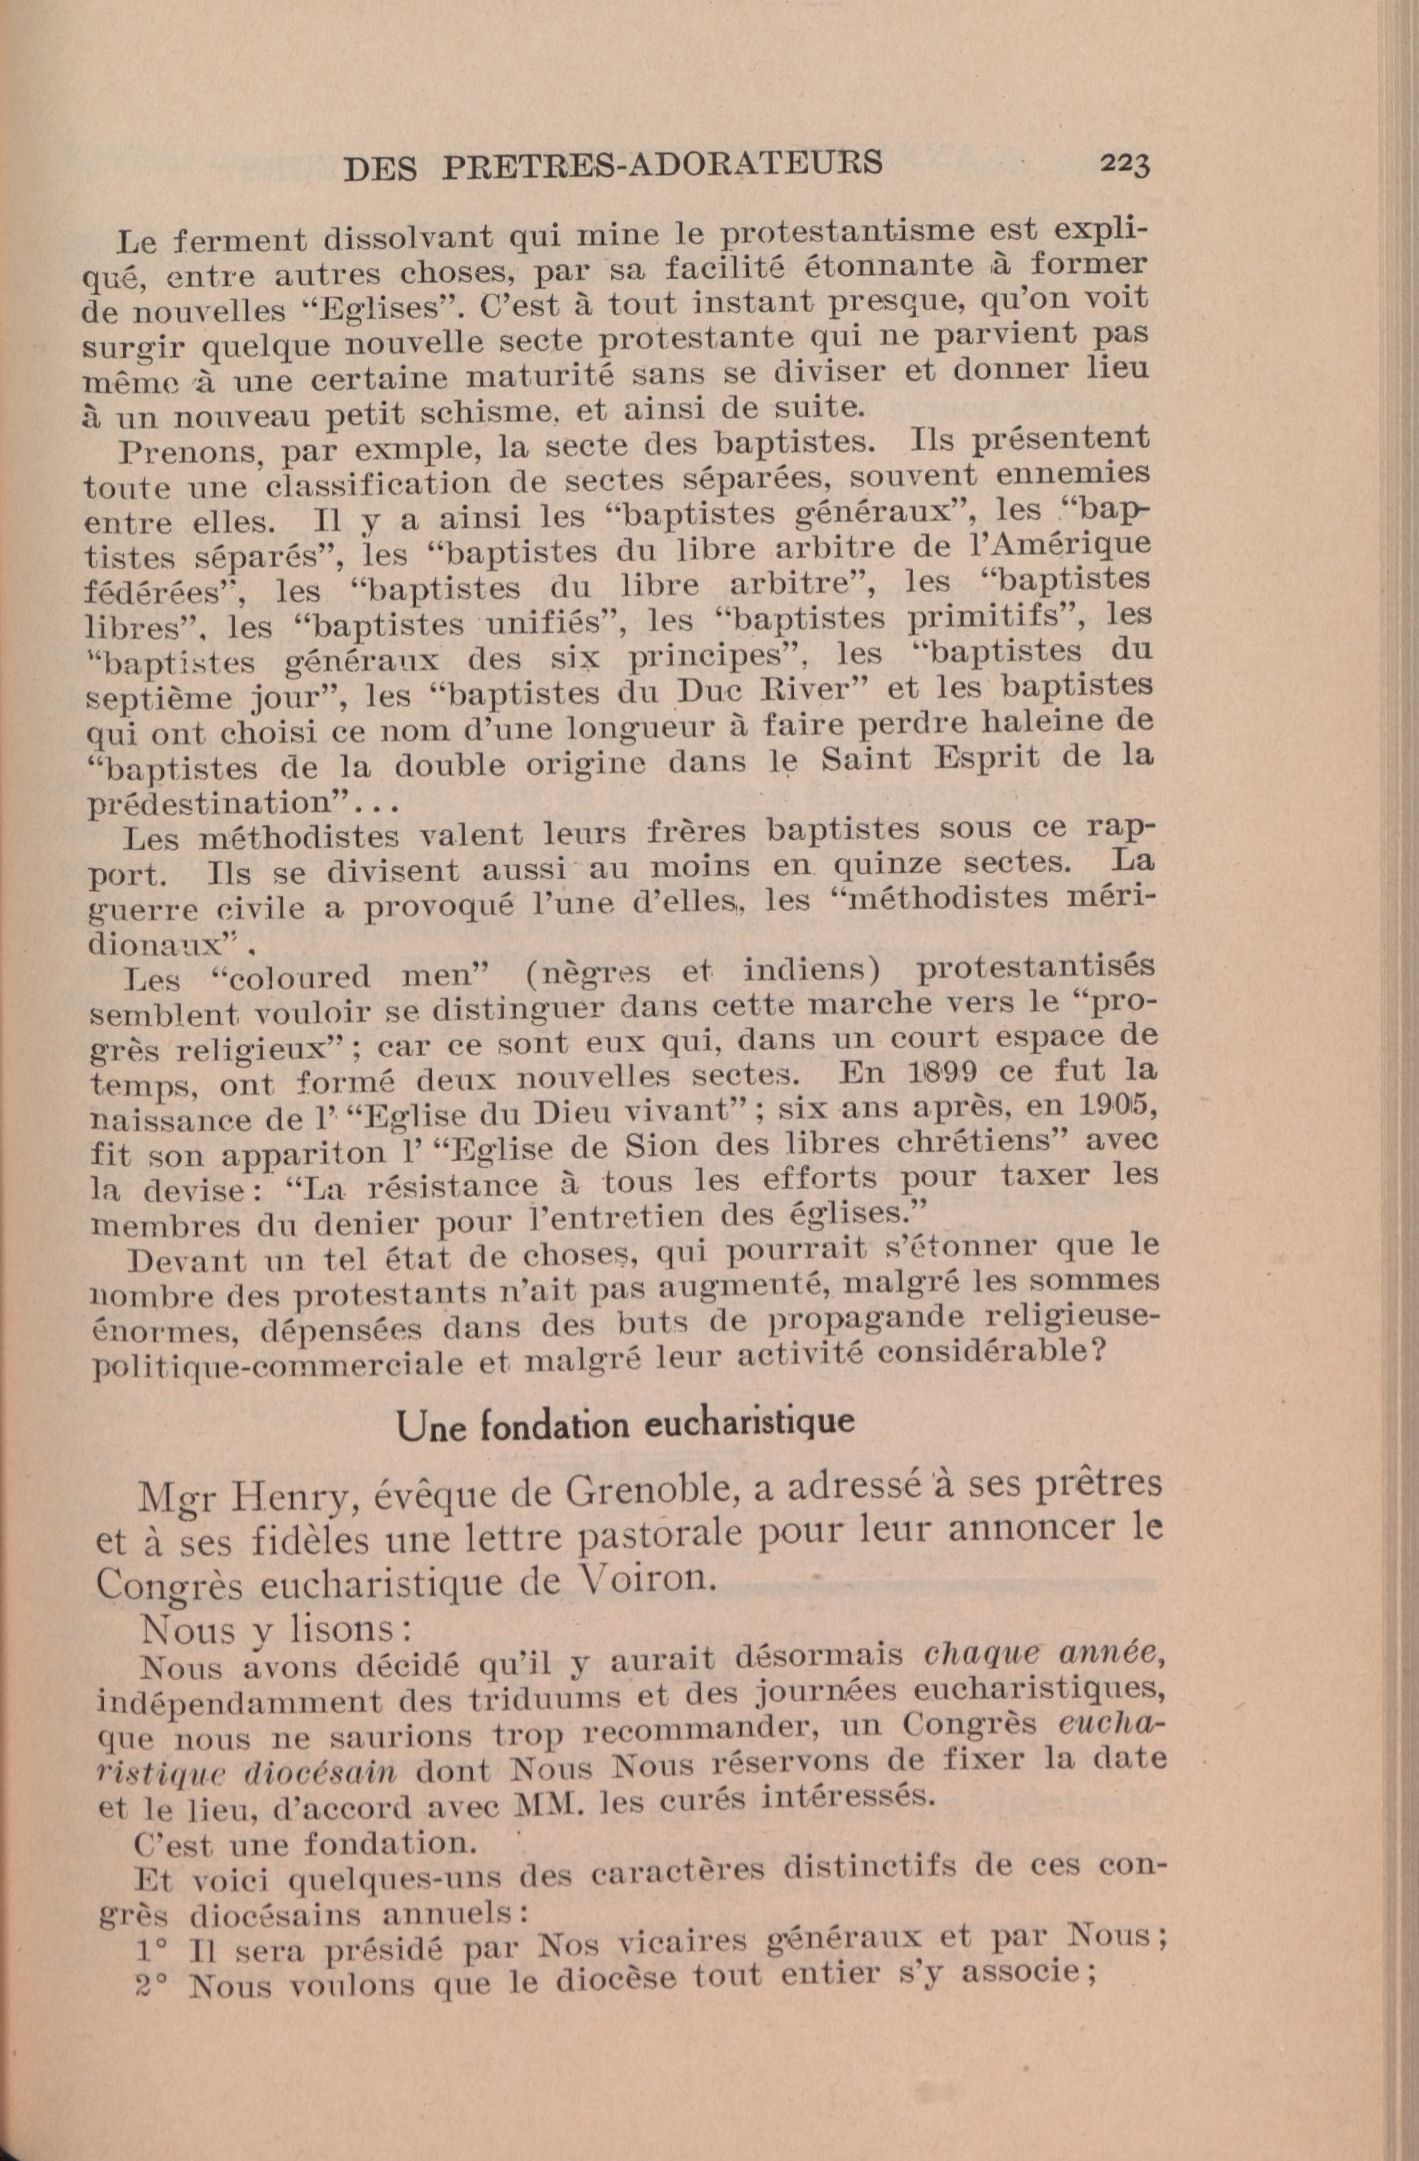 DES PRETRES-ADORATEURS 223
Le ferment dissolvant qui mine le protestantisme est expli-
qué, entre autres choses, par sa facilité étonnante à former
de nouvelles “Eglises”. C’est à tout instant presque, qu’on voit
surgir quelque nouvelle secte protestante qui ne parvient pas
même à une certaine maturité sans se diviser et donner lieu
à un nouveau petit schisme, et ainsi de suite.
Prenons, par exmple, la secte des baptistes. Ils présentent
toute une classification de sectes séparées, souvent ennemies
entre elles. Il y a ainsi les “baptistes généraux”, les “bap-
tistes séparés”, les “baptistes du libre arbitre de l’Amérique
fédérées”, les “baptistes du libre arbitre”, les “baptistes
libres”, les “baptistes unifiés”, les “baptistes primitifs”, les
“baptistes généraux des six principes”, les “baptistes du
septième jour”, les “baptistes du Duc River” et les baptistes
qui ont choisi ce nom d’une longueur à faire perdre haleine de
“baptistes de la double origine dans le Saint Esprit de la
prédestination”...
Les méthodistes valent leurs frères baptistes sous ce rap-
port. Ils se divisent aussi au moins en quinze sectes. La
guerre civile a provoqué l’une d’elles, les “méthodistes méri-
dionaux”.
Les “coloured men” (nègres et indiens) protestantisés
semblent vouloir se distinguer dans cette marche vers le “pro-
grès religieux”; car ce sont eux qui, dans un court espace de
temps, ont formé deux nouvelles sectes. En 1899 ce fut la
naissance de l’ “Eglise du Dieu vivant”; six ans après, en 1905,
fit son appariton l’ “Eglise de Sion des libres chrétiens” avec
la devise: “La résistance à tous les efforts pour taxer les
membres du denier pour l’entretien des églises.”
Devant un tel état de choses, qui pourrait s’étonner que le
nombre des protestants n’ait pas augmenté, malgré les sommes
énormes, dépensées dans des buts de propagande religieuse-
politique-commerciale et malgré leur activité considérable?
Une fondation eucharistique
Mgr Henry, évêque de Grenoble, a adressé à ses prêtres
et à ses fidèles une lettre pastorale pour leur annoncer le
Congrès eucharistique de Voiron.
Nous y lisons:
Nous avons décidé qu’il y aurait désormais chaque année,
indépendamment des triduums et des journées eucharistiques,
que nous ne saurions trop recommander, un Congrès eucha-
ristique diocésain dont Nous Nous réservons de fixer la date
et le lieu, d’accord avec MM. les curés intéressés.
C’est une fondation.
Et voici quelques-uns des caractères distinctifs de ces con-
grès diocésains annuels:
1° Il sera présidé par Nos vicaires généraux et par Nous;
2° Nous voulons que le diocèse tout entier s’y associe;